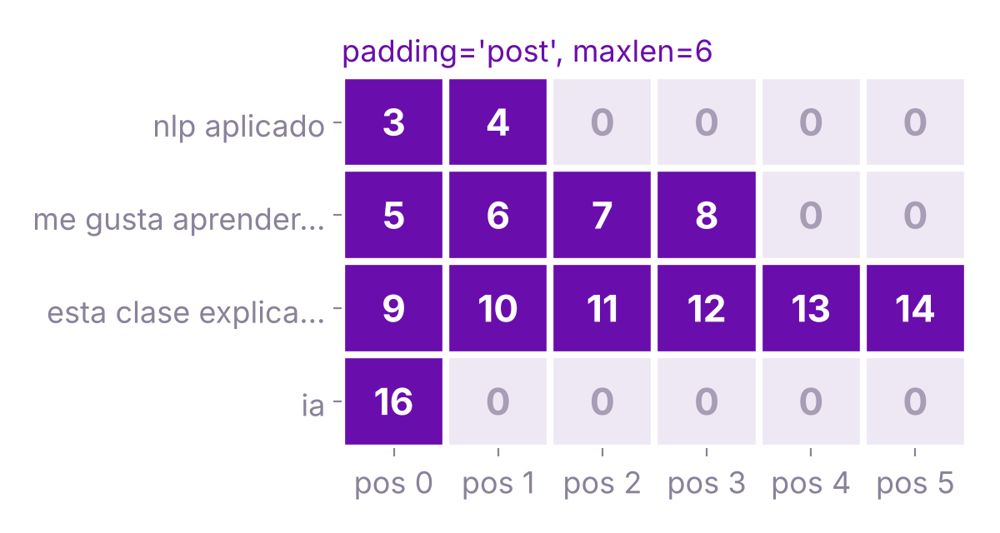 padding='post', maxlen=6
nlp aplicado 3 4 0 0 0 0
me gusta aprender... 5 6 7 8 0 0
esta clase explica... 9 10 11 12 13 14
ia 16 0 0 0 0 0
pos 0 pos 1 pos 2 pos 3 pos 4 pos 5